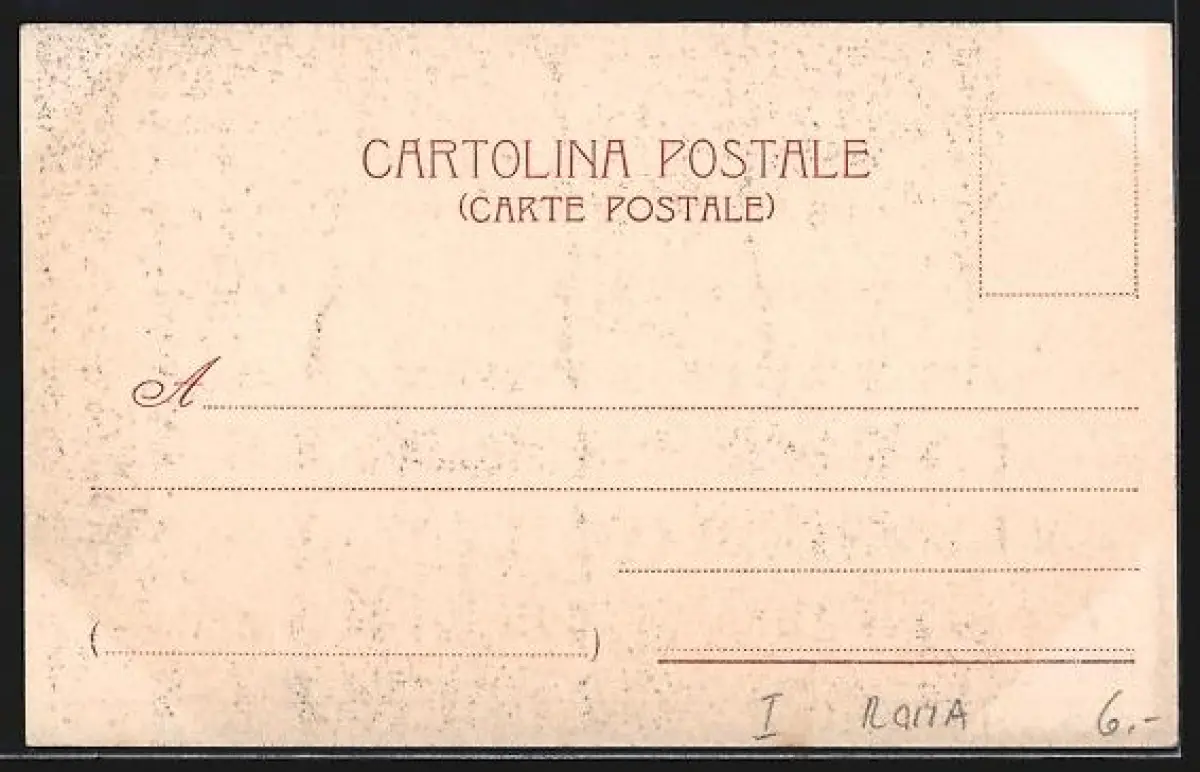 CARTOLINA POSTALE
(CARTE POSTALE)
A
( )
I ROMA 6.-